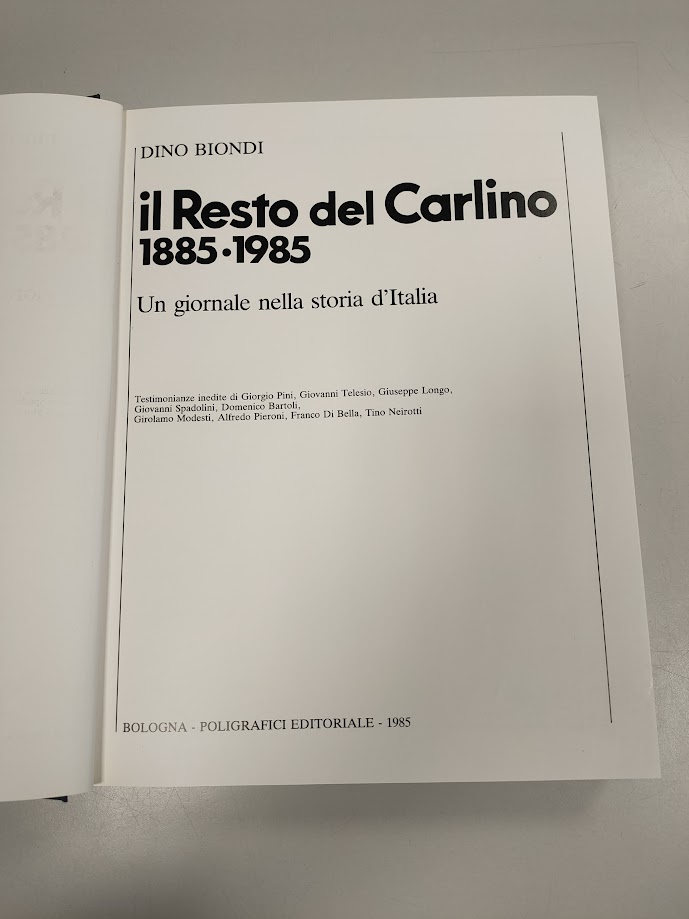 DINO BIONDI
il Resto del Carlino
1885·1985
Un giornale nella storia d'Italia
Testimonianze inedite di Giorgio Pini, Giovanni Telesio, Giuseppe Longo,
Giovanni Spadolini, Domenico Bartoli,
Girolamo Modesti, Alfredo Pieroni, Franco Di Bella, Tino Neirotti
BOLOGNA - POLIGRAFICI EDITORIALE - 1985